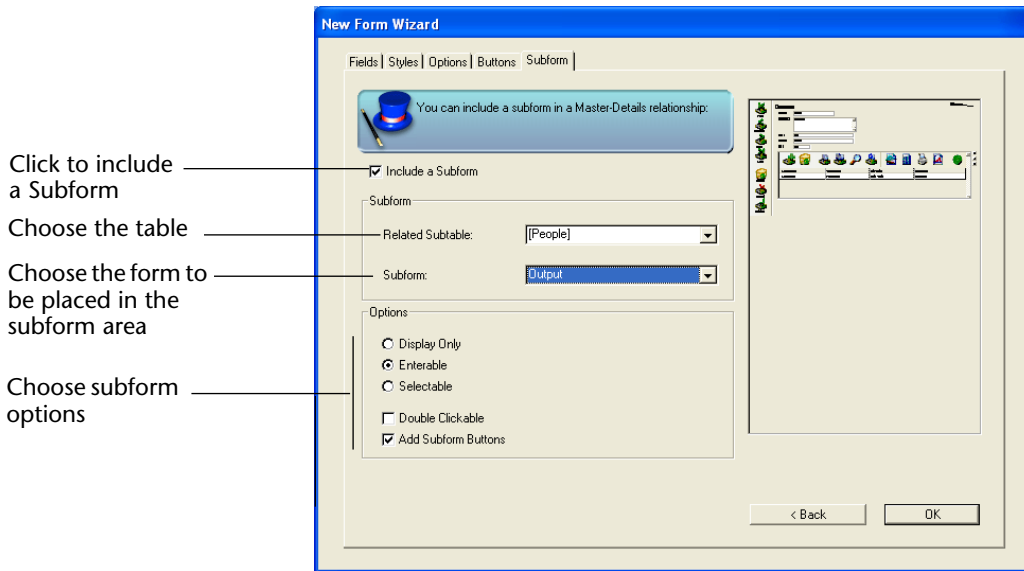 New Form Wizard
Fields Styles Options Buttons Subform
You can include a subform in a Master-Details relationship:
Click to include
a Subform
Include a Subform
Subform
Choose the table
Related Subtable: [People]
Choose the form to
be placed in the
subform area
Subform: Output
Options
Display Only
Enterable
Selectable
Choose subform
options
Double Clickable
Add Subform Buttons
< Back OK